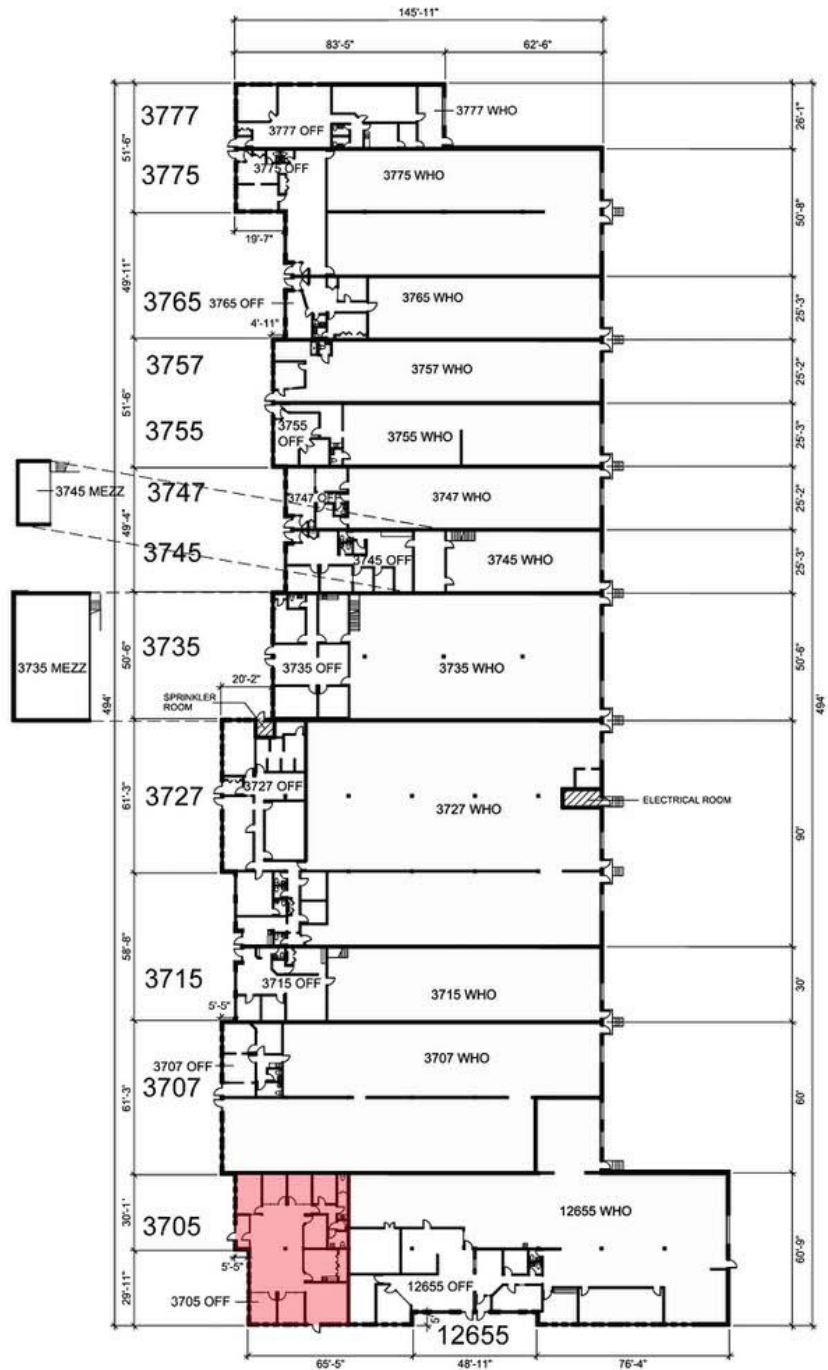 145'-11"
83'-5"
62'-6"
3777
3777 OFF
3777 WHO
26'-1"
51'-6"
3775
3775 OFF
3775 WHO
50'-8"
19'-7"
49'-11"
3765
3765 OFF
3765 WHO
25'-3"
4'-11"
3757
3757 WHO
25'-2"
51'-6"
3755
3755 OFF
3755 WHO
25'-3"
3745 MEZZ
3747
3747 OFF
3747 WHO
25'-2"
49'-4"
3745
3745 OFF
3745 WHO
25'-3"
3735 MEZZ
3735
3735 OFF
3735 WHO
50'-6"
50'-6"
20'-2"
494'
494'
SPRINKLER
ROOM
3727
3727 OFF
3727 WHO
61'-3"
ELECTRICAL ROOM
90'
58'-8"
3715
3715 OFF
3715 WHO
30'
5'-5"
3707 OFF
3707
3707 WHO
61'-3"
60'
3705
30'-1"
12655 WHO
60'-9"
5'-5"
29'-11"
3705 OFF
12655 OFF
5'
12655
65'-5"
48'-11"
76'-4"